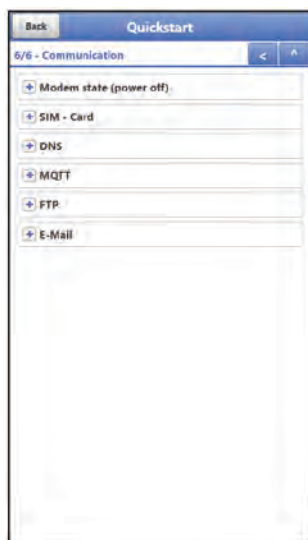 Back Quickstart
6/6 - Communication < ^
+ Modem state (power off)
+ SIM - Card
+ DNS
+ MQTT
+ FTP
+ E-Mail